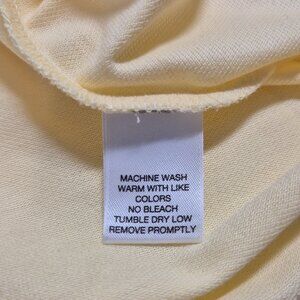 MACHINE WASH
WARM WITH LIKE
COLORS
NO BLEACH
TUMBLE DRY LOW
REMOVE PROMPTLY